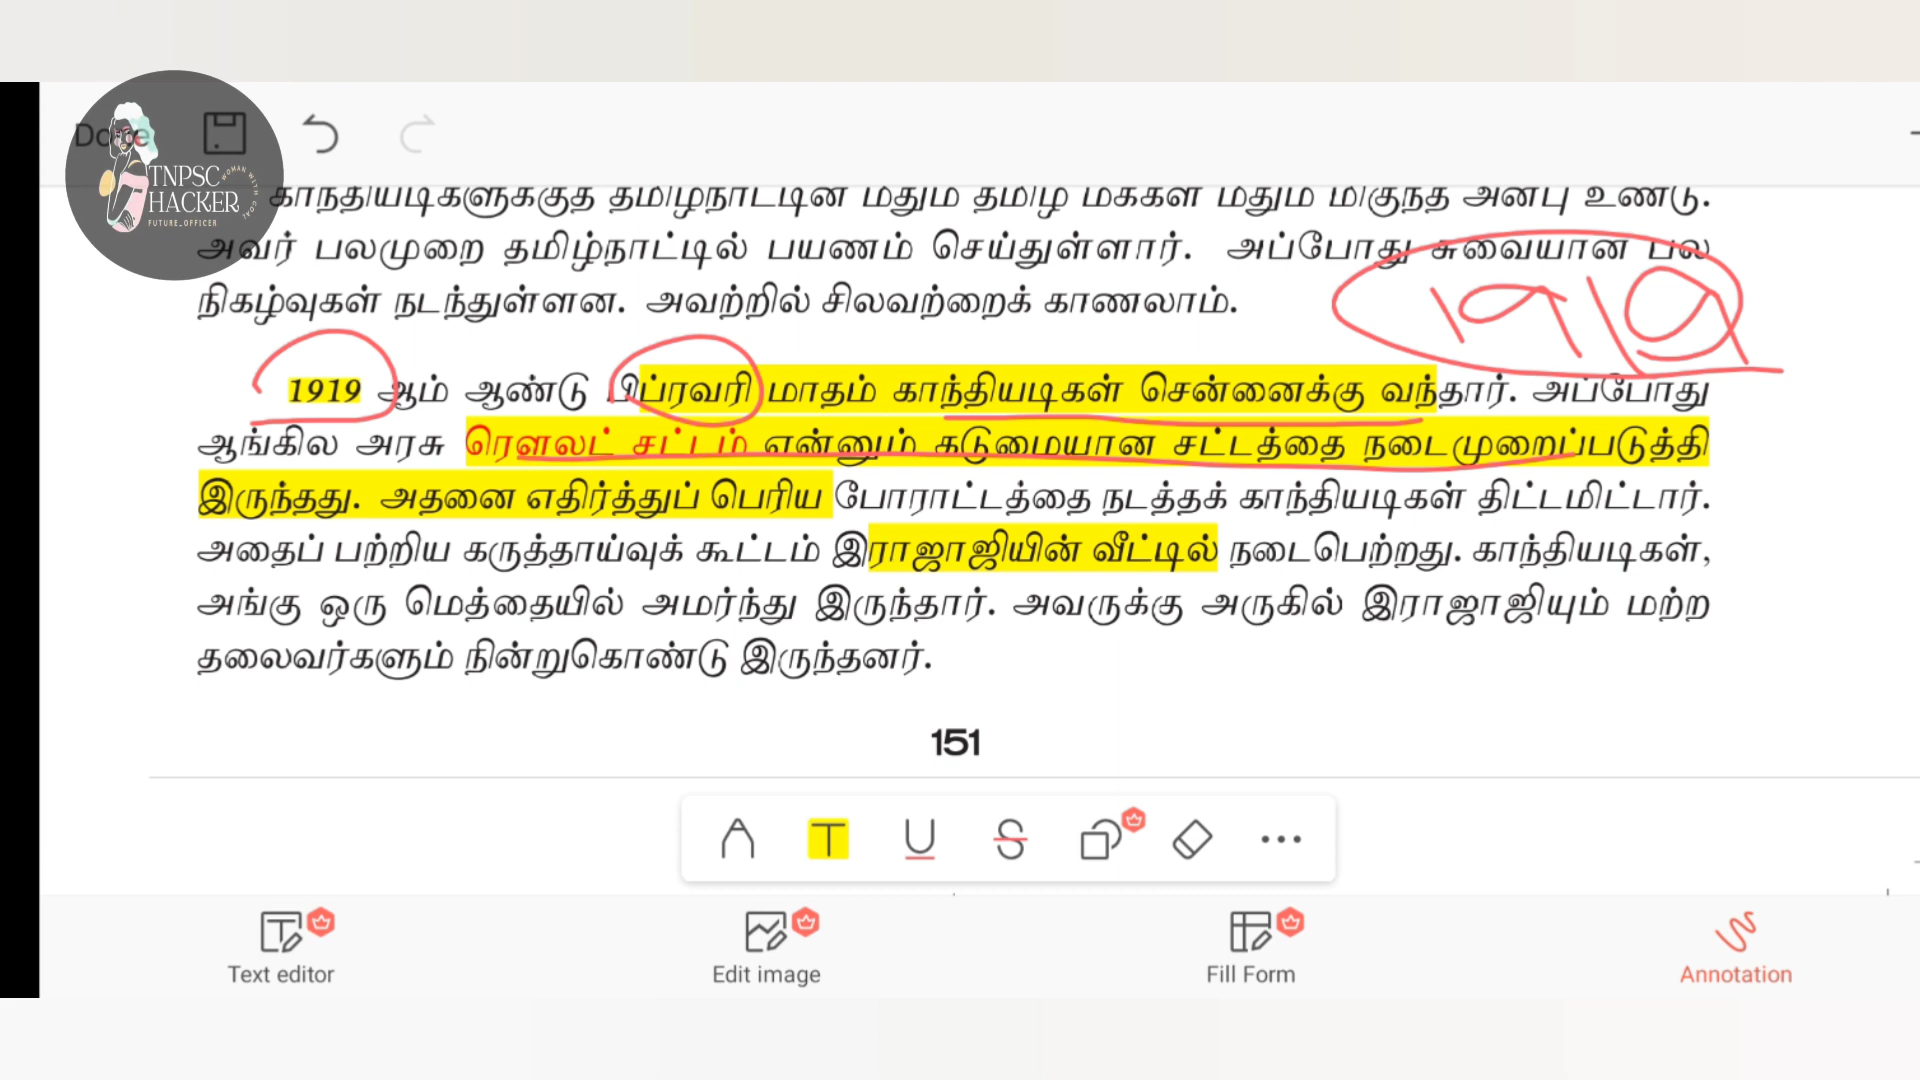 Done
TNPSC
HACKER
WOMAN WITH GOAL
FUTURE_OFFICER
காந்தியடிகளுக்குத் தமிழ்நாட்டின் மீதும் தமிழ் மக்கள் மீதும் மிகுந்த அன்பு உண்டு.
அவர் பலமுறை தமிழ்நாட்டில் பயணம் செய்துள்ளார். அப்போது சுவையான பல
நிகழ்வுகள் நடந்துள்ளன. அவற்றில் சிலவற்றைக் காணலாம்.
1919
1919 ஆம் ஆண்டு பிப்ரவரி மாதம் காந்தியடிகள் சென்னைக்கு வந்தார். அப்போது
ஆங்கில அரசு ரௌலட் சட்டம் என்னும் கடுமையான சட்டத்தை நடைமுறைப்படுத்தி
இருந்தது. அதனை எதிர்த்துப் பெரிய போராட்டத்தை நடத்தக் காந்தியடிகள் திட்டமிட்டார்.
அதைப் பற்றிய கருத்தாய்வுக் கூட்டம் இராஜாஜியின் வீட்டில் நடைபெற்றது. காந்தியடிகள்,
அங்கு ஒரு மெத்தையில் அமர்ந்து இருந்தார். அவருக்கு அருகில் இராஜாஜியும் மற்ற
தலைவர்களும் நின்றுகொண்டு இருந்தனர்.
151
Text editor
Edit image
Fill Form
Annotation